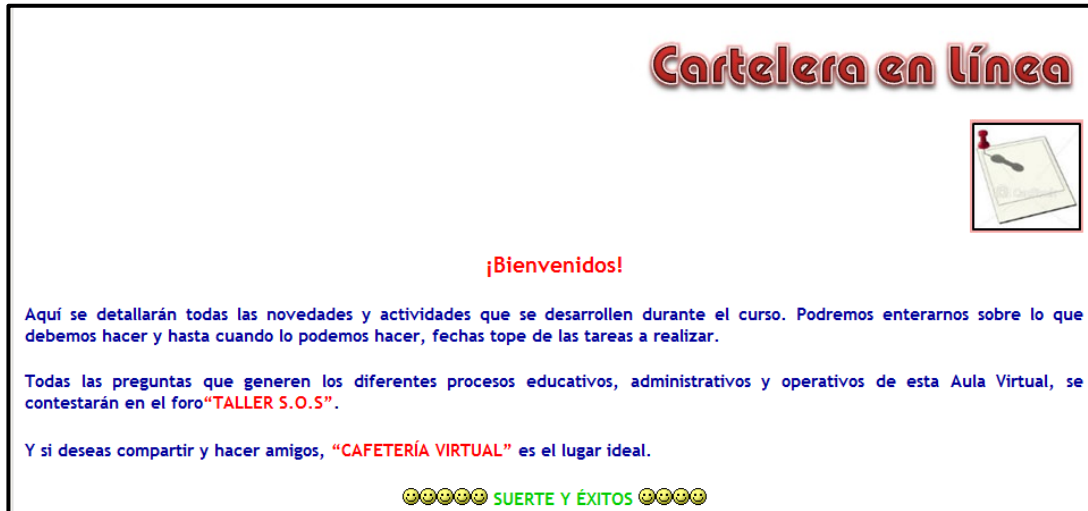 Cartelera en Línea
¡Bienvenidos!
Aquí se detallarán todas las novedades y actividades que se desarrollen durante el curso. Podremos enterarnos sobre lo que
debemos hacer y hasta cuando lo podemos hacer, fechas tope de las tareas a realizar.
Todas las preguntas que generen los diferentes procesos educativos, administrativos y operativos de esta Aula Virtual, se
contestarán en el foro“TALLER S.O.S”.
Y si deseas compartir y hacer amigos, “CAFETERÍA VIRTUAL” es el lugar ideal.
SUERTE Y ÉXITOS